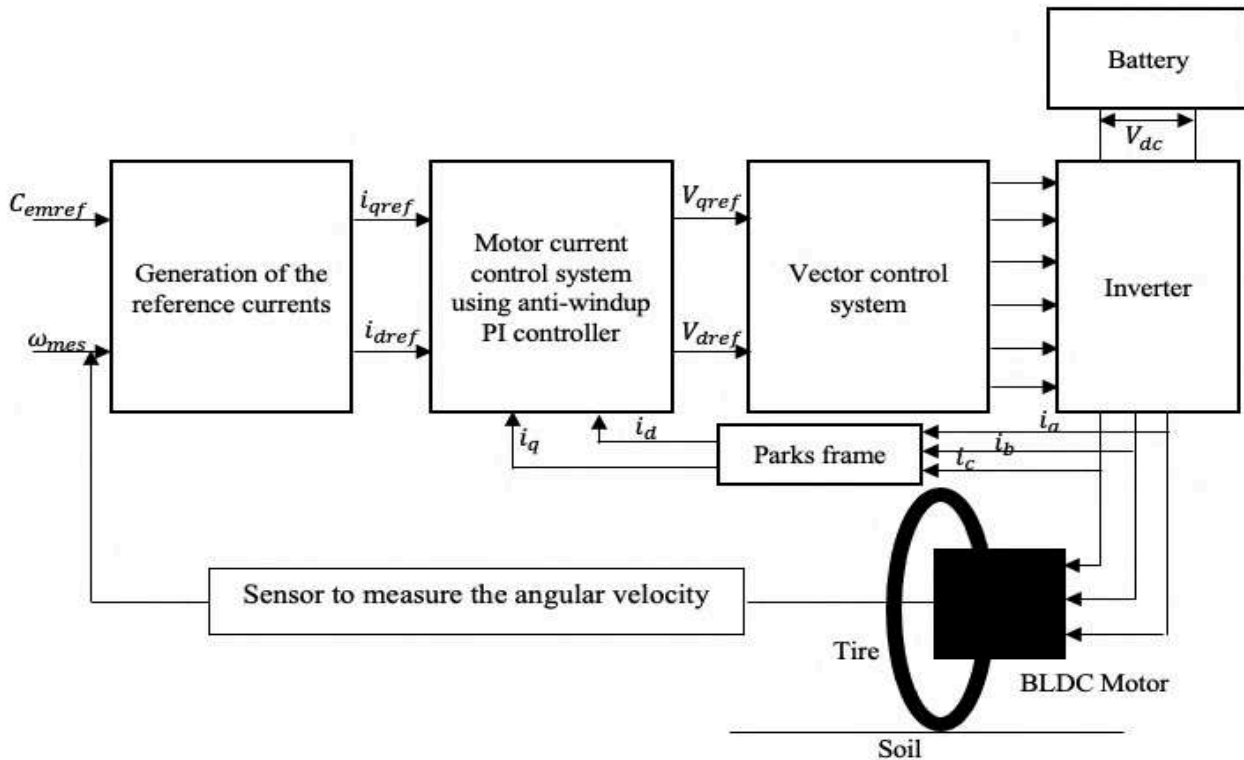 Battery
V_dc
C_emref
i_qref
V_qref
Generation of the
reference currents
Motor current
control system
using anti-windup
PI controller
Vector control
system
Inverter
ω_mes
i_dref
V_dref
i_q
i_d
Parks frame
i_a
i_b
i_c
Sensor to measure the angular velocity
Tire
BLDC Motor
Soil